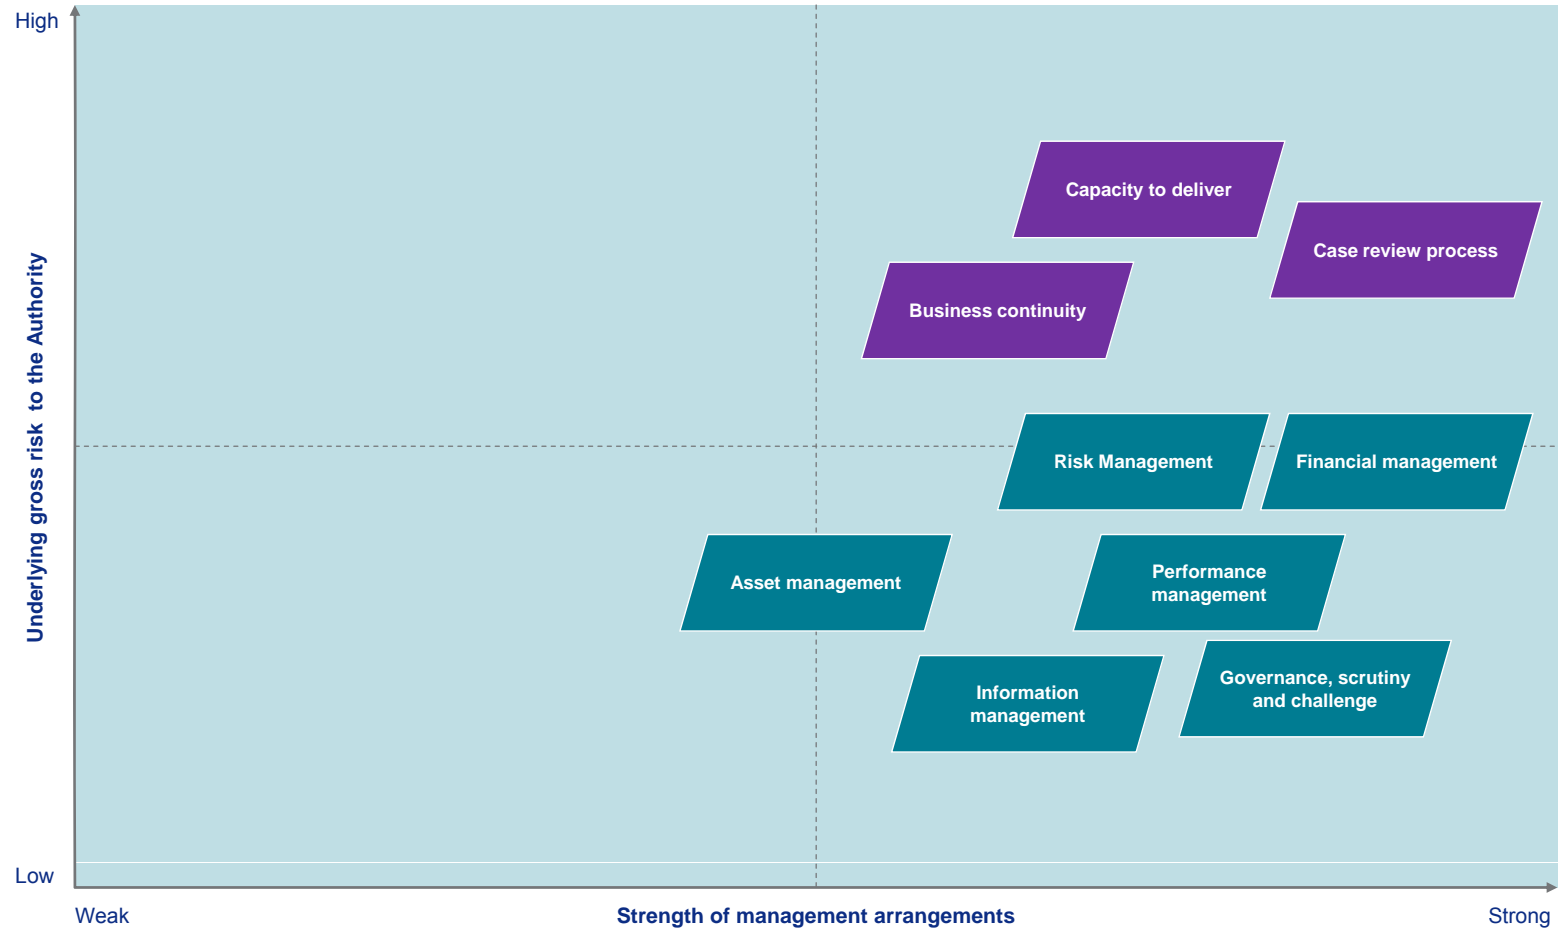 High
Underlying gross risk  to the Authority
Capacity to deliver
Case review process
Business continuity
Risk Management
Financial management
Asset management
Performance
management
Information
management
Governance, scrutiny
and challenge
Low
Weak
Strength of management arrangements
Strong